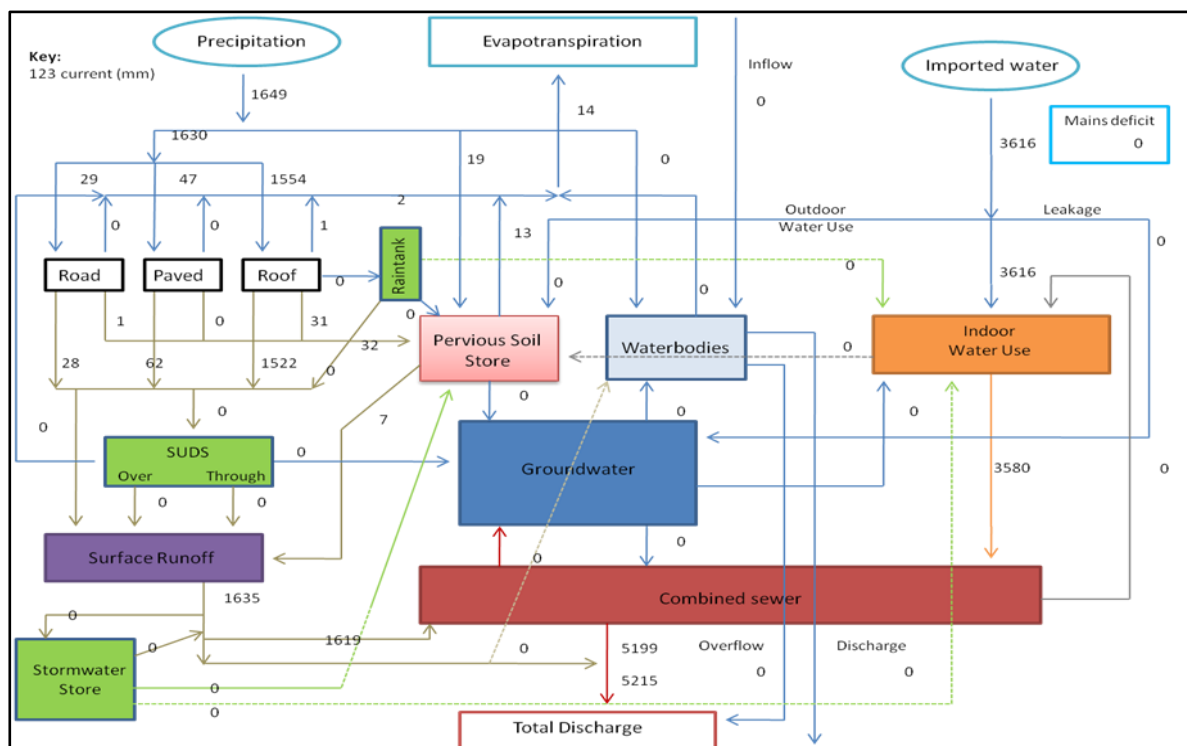 Precipitation
Evapotranspiration
Inflow
Imported water
Key:
123 current (mm)
1649
14
0
Mains deficit
0
3616
1630
19
0
29
47
1554
2
Outdoor
Water Use
Leakage
0
0
1
13
0
0
3616
Road
Paved
Roof
0
Raintank
0
0
0
1
0
31
0
Pervious Soil
Store
Waterbodies
0
Indoor
Water Use
28
62
1522
32
0
0
0
0
0
7
0
SUDS
Over
Through
0
Groundwater
3580
0
0
0
Surface Runoff
0
0
Combined sewer
1635
0
0
1619
0
5199
5215
Overflow
0
Discharge
0
Stormwater
Store
0
0
Total Discharge